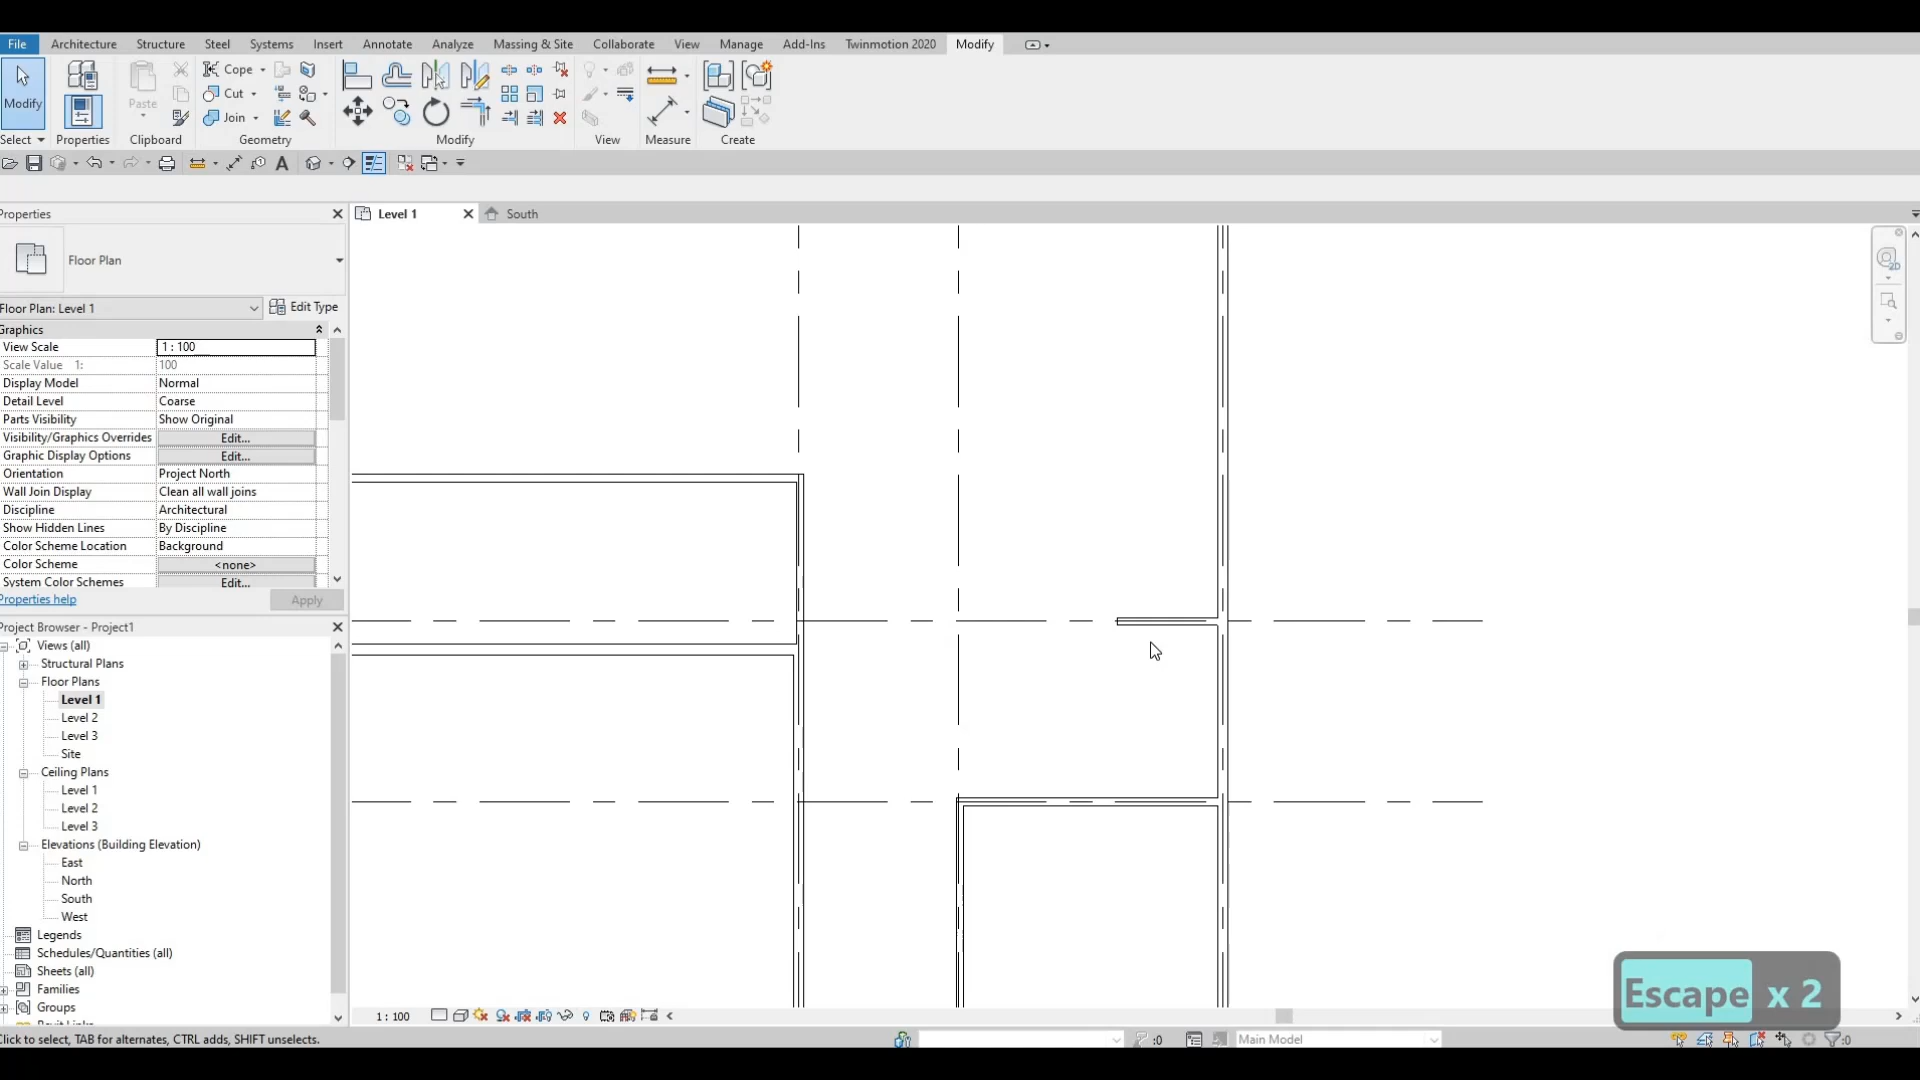 File Architecture Structure Steel Systems Insert Annotate Analyze Massing & Site Collaborate View Manage Add-Ins Twinmotion 2020 Modify
Cope
Cut
Join
Modify
Paste
Select Properties Clipboard Geometry Modify View Measure Create
Properties
Level 1
South
Floor Plan
Floor Plan: Level 1
Edit Type
Graphics
View Scale 1 : 100
Scale Value 1: 100
Display Model Normal
Detail Level Coarse
Parts Visibility Show Original
Visibility/Graphics Overrides Edit...
Graphic Display Options Edit...
Orientation Project North
Wall Join Display Clean all wall joins
Discipline Architectural
Show Hidden Lines By Discipline
Color Scheme Location Background
Color Scheme <none>
System Color Schemes Edit...
Properties help Apply
Project Browser - Project1
Views (all)
Structural Plans
Floor Plans
Level 1
Level 2
Level 3
Site
Ceiling Plans
Level 1
Level 2
Level 3
Elevations (Building Elevation)
East
North
South
West
Legends
Schedules/Quantities (all)
Sheets (all)
Families
Groups
1 : 100
Escape x 2
Click to select, TAB for alternates, CTRL adds, SHIFT unselects.
:0
Main Model
:0